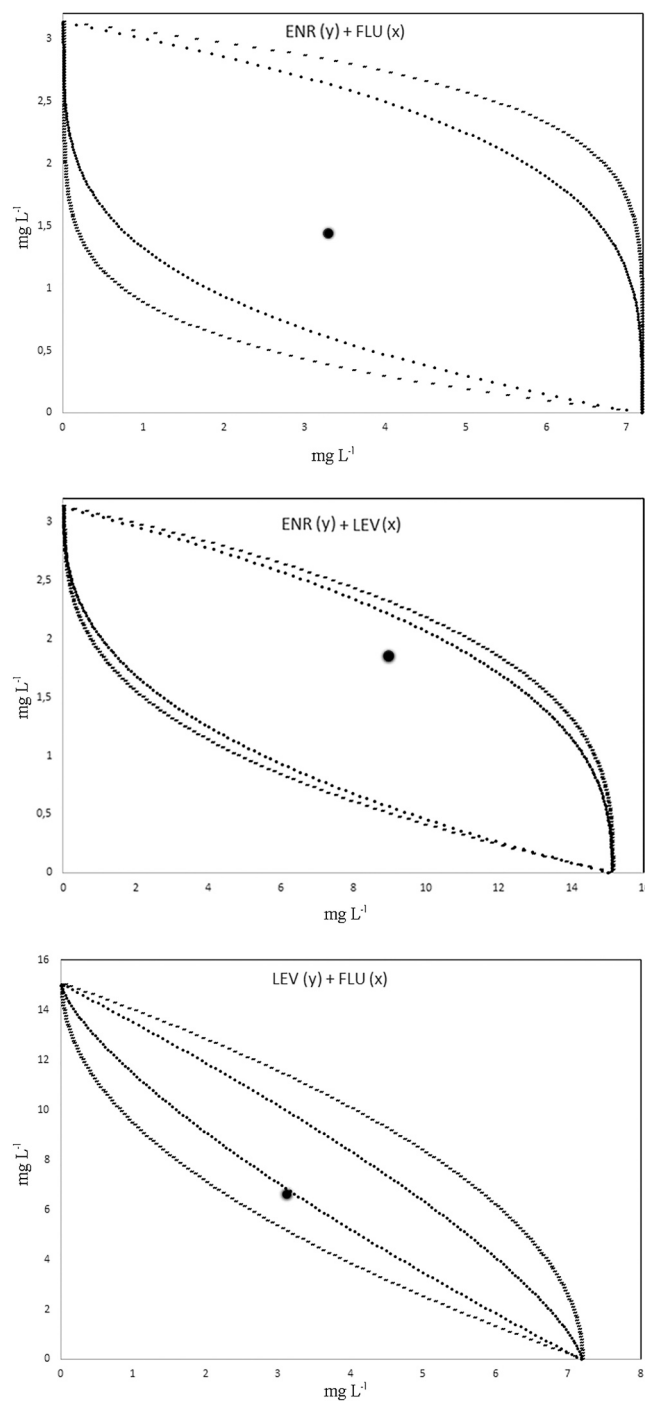 ENR (y) + FLU (x)
3
2,5
2
1,5
1
0,5
0
mg L-1
0 1 2 3 4 5 6 7
mg L-1
ENR (y) + LEV (x)
3
2,5
2
1,5
1
0,5
0
mg L-1
0 2 4 6 8 10 12 14 16
mg L-1
LEV (y) + FLU (x)
16
14
12
10
8
6
4
2
0
mg L-1
0 1 2 3 4 5 6 7 8
mg L-1